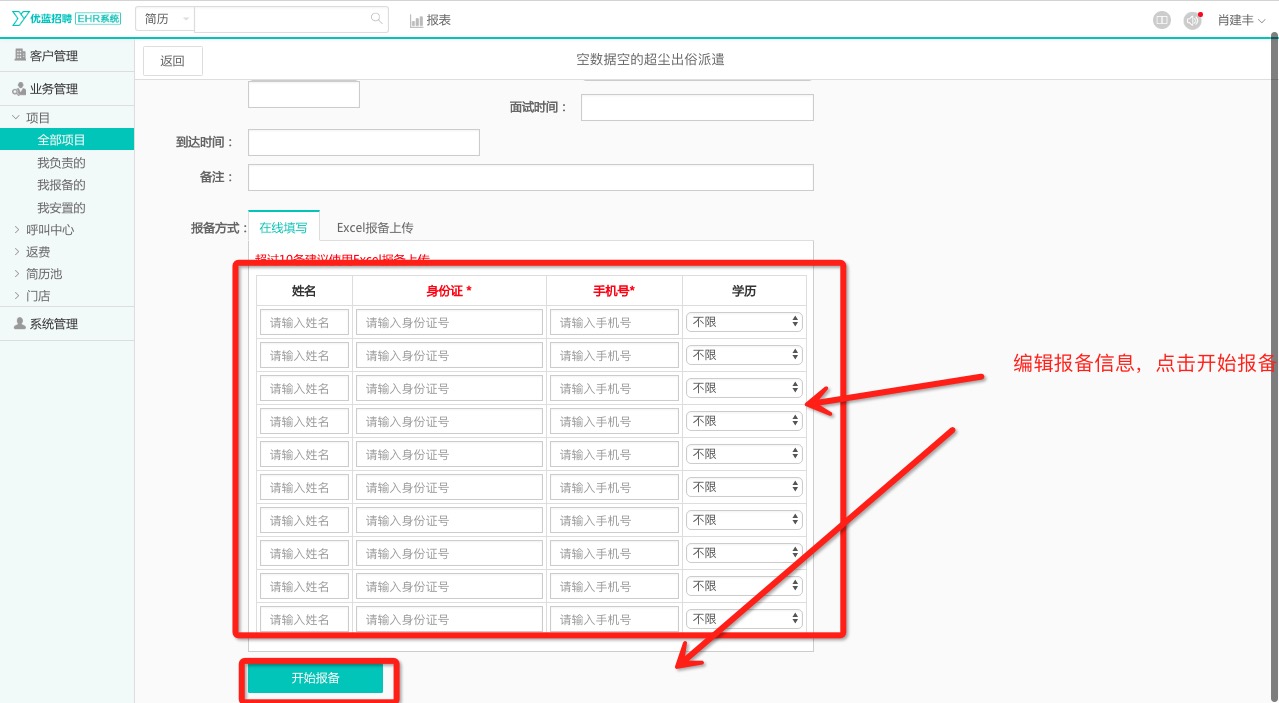 优蓝招聘 EHR系统 简历 报表 肖建丰
客户管理
业务管理
项目
全部项目
我负责的
我报备的
我安置的
呼叫中心
返费
简历池
门店
系统管理
返回 空数据空的超尘出俗派遣
面试时间：
到达时间：
备注：
报备方式： 在线填写 Excel报备上传
超过10条建议使用Excel报备上传
姓名 身份证 * 手机号* 学历
请输入姓名 请输入身份证号 请输入手机号 不限
请输入姓名 请输入身份证号 请输入手机号 不限
请输入姓名 请输入身份证号 请输入手机号 不限
请输入姓名 请输入身份证号 请输入手机号 不限
请输入姓名 请输入身份证号 请输入手机号 不限
请输入姓名 请输入身份证号 请输入手机号 不限
请输入姓名 请输入身份证号 请输入手机号 不限
请输入姓名 请输入身份证号 请输入手机号 不限
请输入姓名 请输入身份证号 请输入手机号 不限
请输入姓名 请输入身份证号 请输入手机号 不限
开始报备
编辑报备信息，点击开始报备